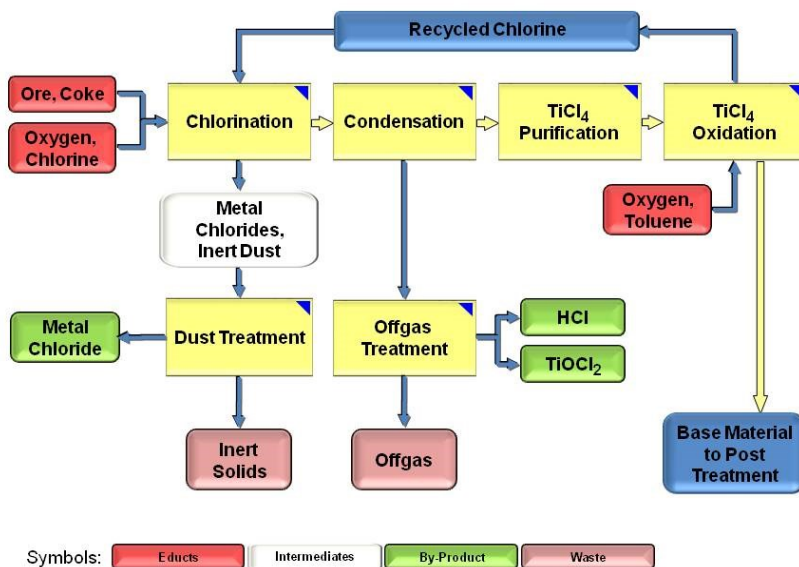 Recycled Chlorine
Ore, Coke
Oxygen,
Chlorine
Chlorination
Condensation
TiCl4
Purification
TiCl4
Oxidation
Oxygen,
Toluene
Metal
Chlorides,
Inert Dust
Metal
Chloride
Dust Treatment
Offgas
Treatment
HCl
TiOCl2
Inert
Solids
Offgas
Base Material
to Post
Treatment
Symbols: Educts Intermediates By-Product Waste